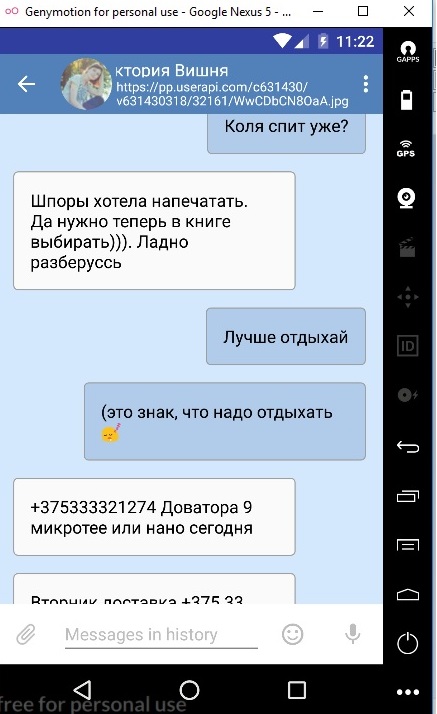 Genymotion for personal use - Google Nexus 5 - ...
11:22
GAPPS
ктория Вишня
https://pp.userapi.com/c631430/
v631430318/32161/WwCDbCN8OaA.jpg
Коля спит уже?
GPS
Шпоры хотела напечатать.
Да нужно теперь в книге
выбирать))). Ладно
разберуссь
Лучше отдыхай
ID
(это знак, что надо отдыхать
+375333321274 Доватора 9
микротее или нано сегодня
Вторник доставка +375 33
Messages in history
free for personal use